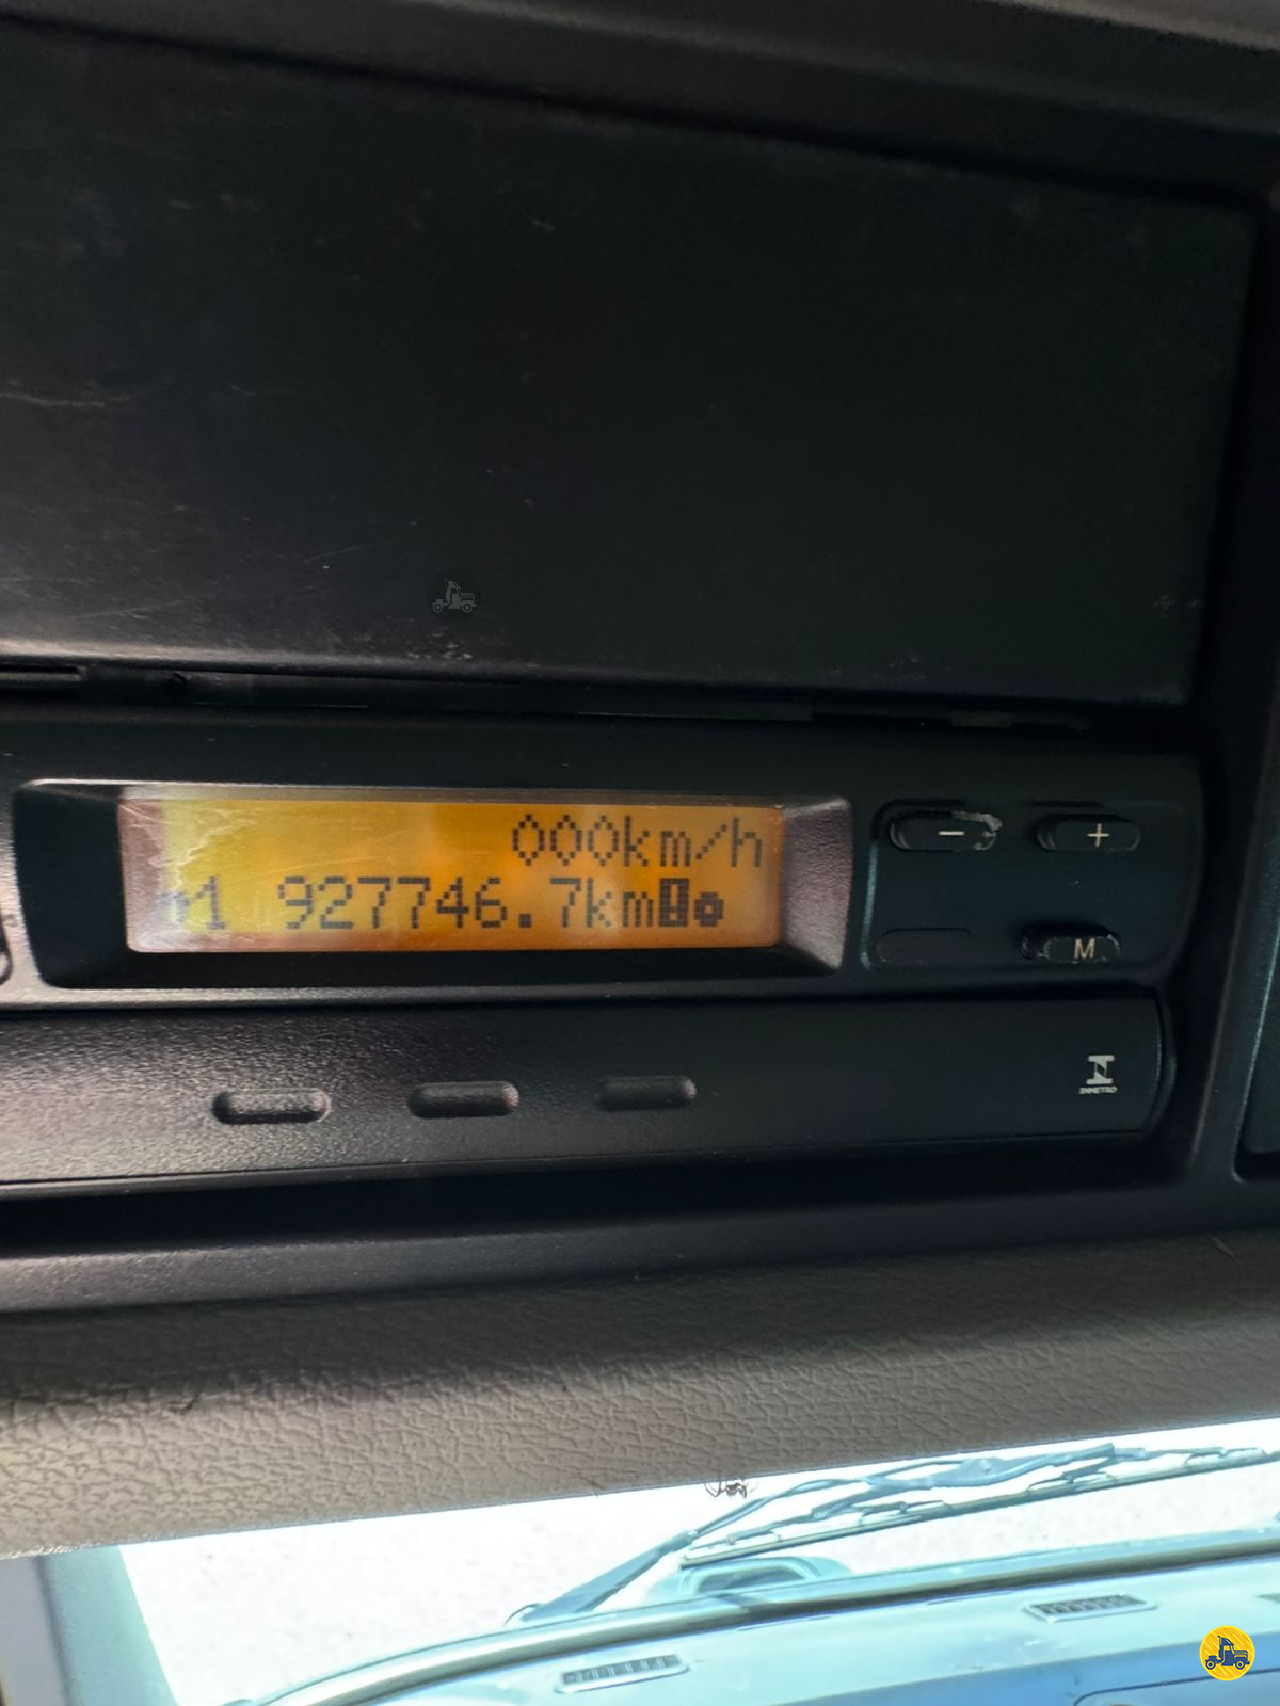 000km/h
1 927746.7km
−
+
M
INMETRO